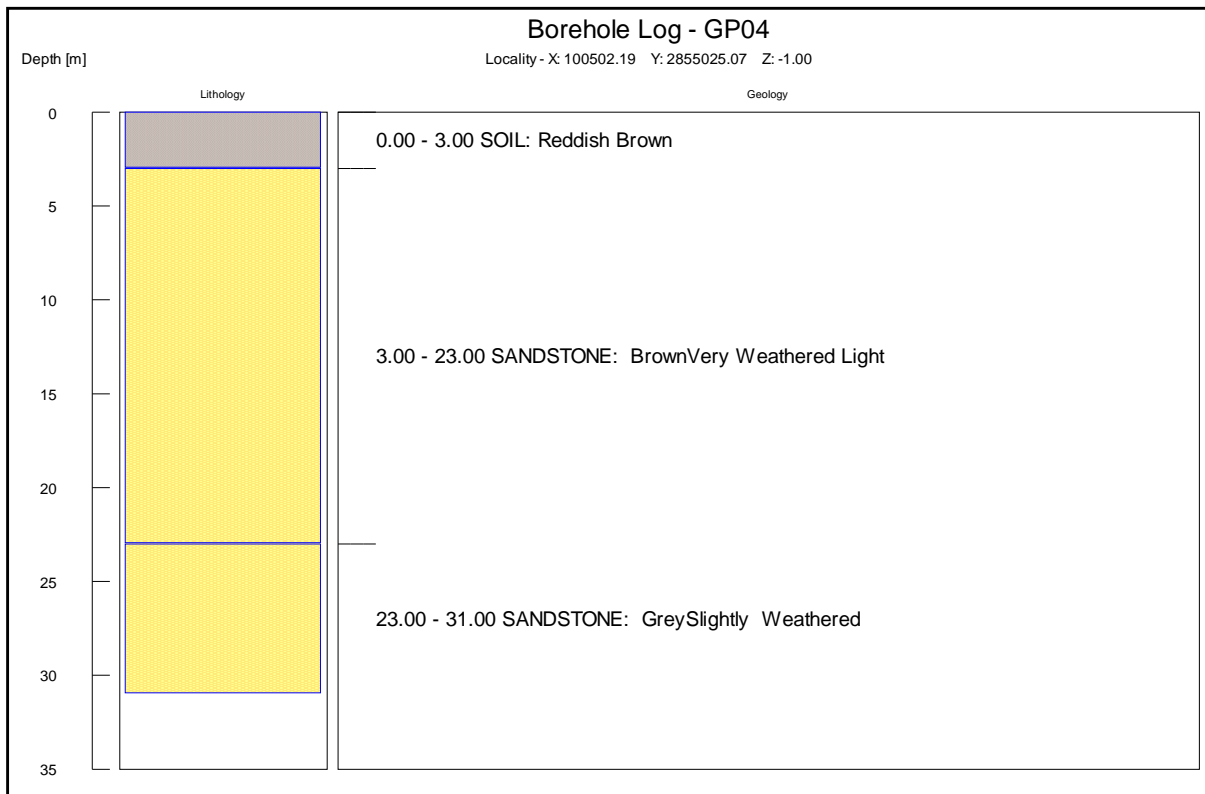 Borehole Log - GP04
Depth [m]
Locality - X: 100502.19 Y: 2855025.07 Z: -1.00
Lithology
Geology
0
0.00 - 3.00 SOIL: Reddish Brown
5
10
3.00 - 23.00 SANDSTONE: BrownVery Weathered Light
15
20
25
23.00 - 31.00 SANDSTONE: GreySlightly Weathered
30
35